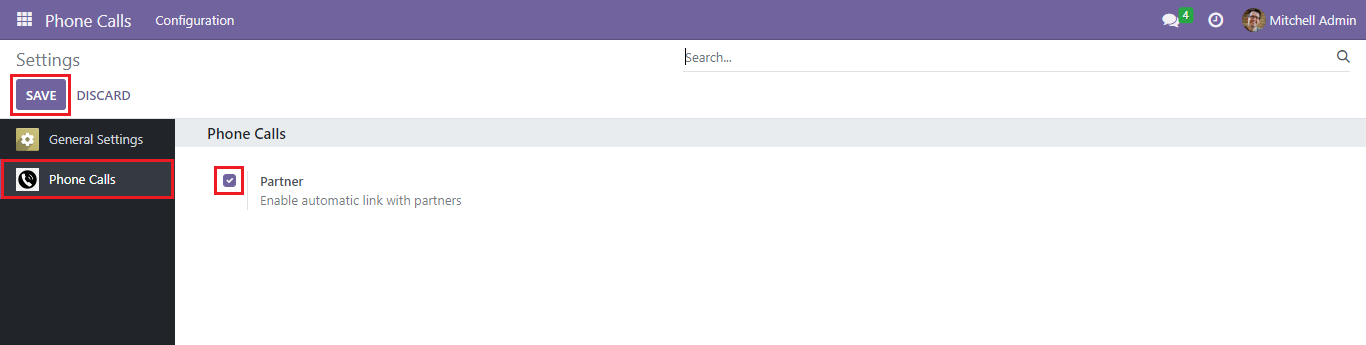 Phone Calls Configuration 4 Mitchell Admin
Settings Search...
SAVE DISCARD
General Settings
Phone Calls
Phone Calls
Partner
Enable automatic link with partners